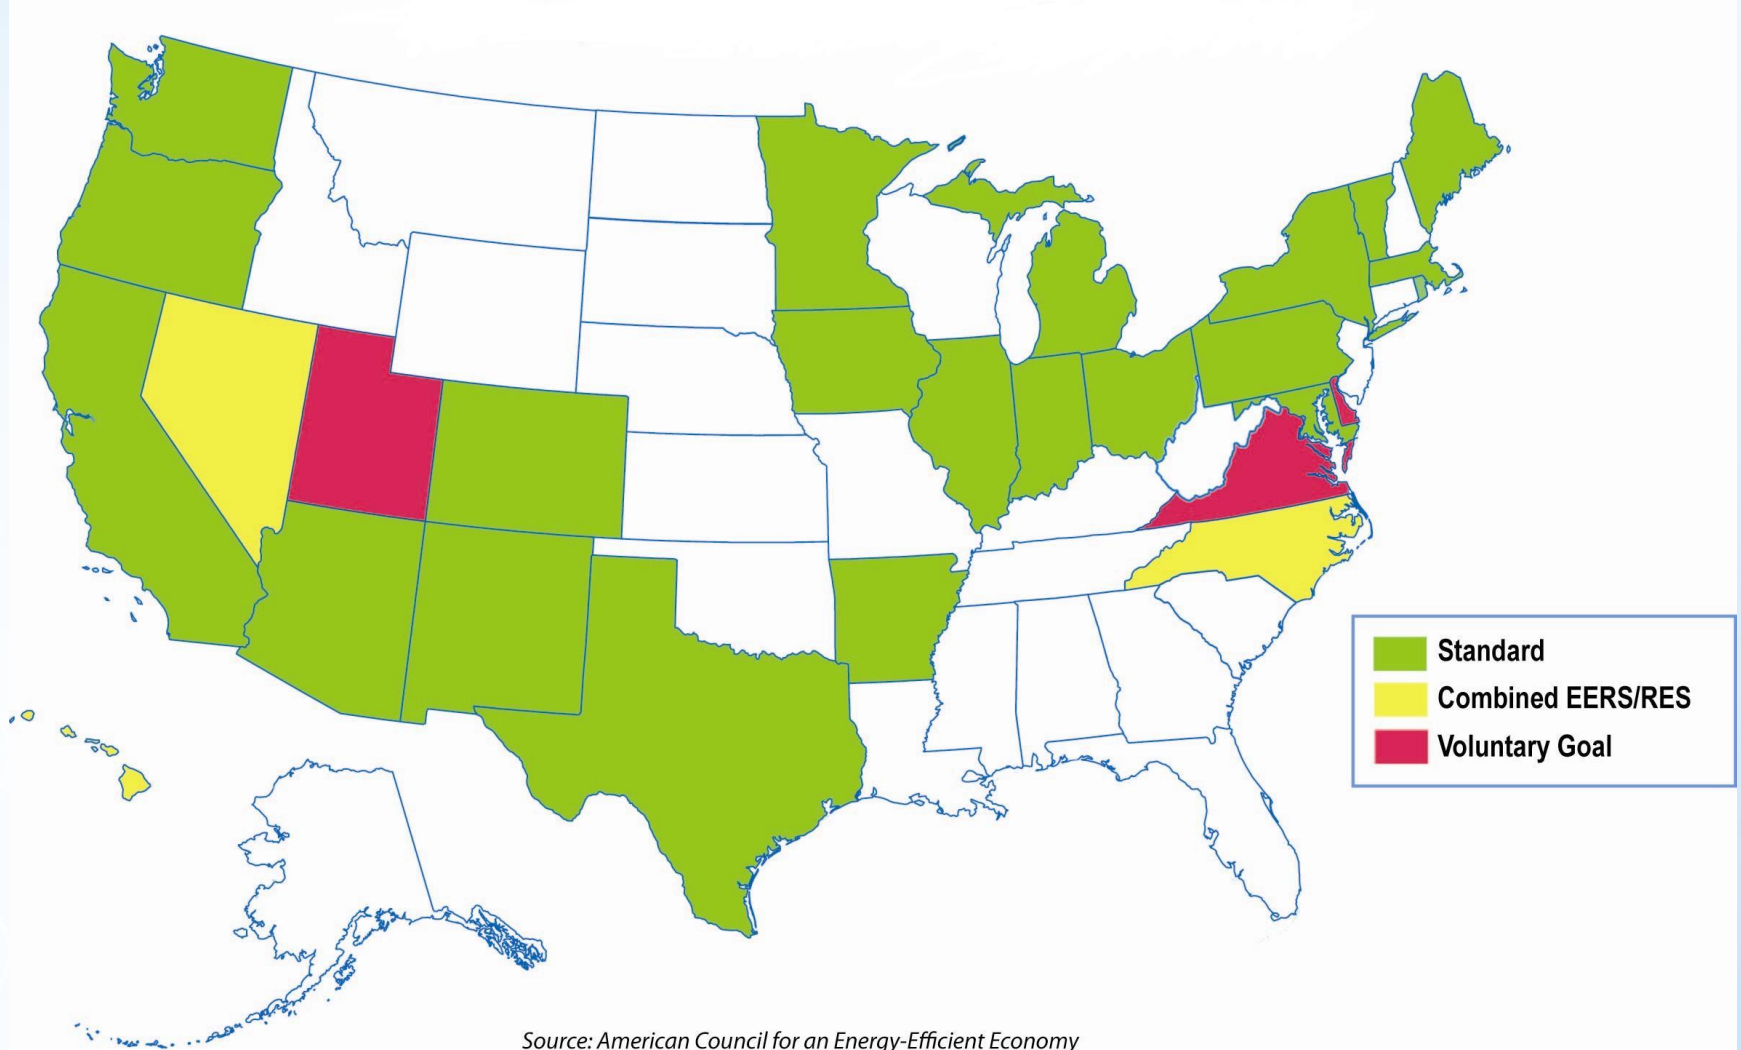 Standard
Combined EERS/RES
Voluntary Goal
Source: American Council for an Energy-Efficient Economy